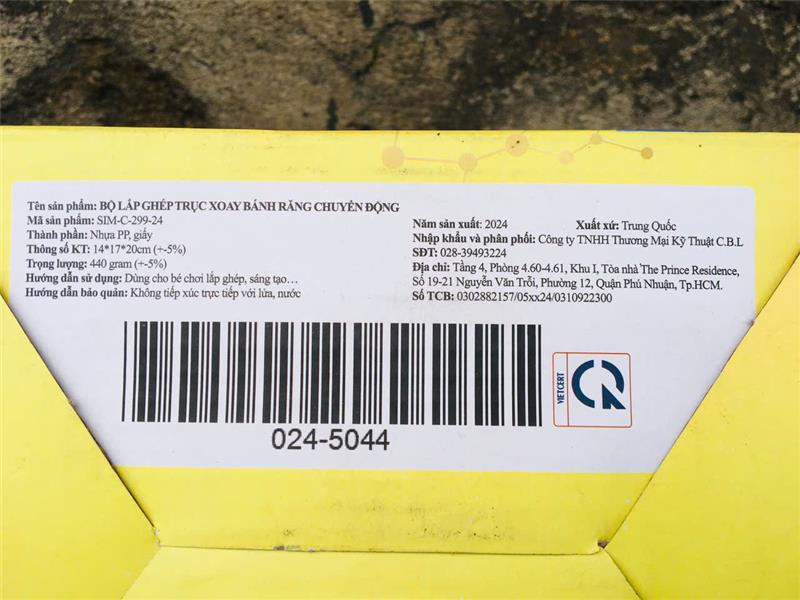 Tên sản phẩm: BỘ LẮP GHÉP TRỤC XOAY BÁNH RĂNG CHUYỂN ĐỘNG
Mã sản phẩm: SIM-C-299-24
Thành phần: Nhựa PP, giấy
Thông số KT: 14*17*20cm (+-5%)
Trọng lượng: 440 gram (+-5%)
Hướng dẫn sử dụng: Dùng cho bé chơi lắp ghép, sáng tạo…
Hướng dẫn bảo quản: Không tiếp xúc trực tiếp với lửa, nước
Năm sản xuất: 2024 Xuất xứ: Trung Quốc
Nhập khẩu và phân phối: Công ty TNHH Thương Mại Kỹ Thuật C.B.L
SĐT: 028-39493224
Địa chỉ: Tầng 4, Phòng 4.60-4.61, Khu I, Tòa nhà The Prince Residence,
Số 19-21 Nguyễn Văn Trỗi, Phường 12, Quận Phú Nhuận, Tp.HCM.
Số TCB: 0302882157/05xx24/0310922300
024-5044
VIETCERT